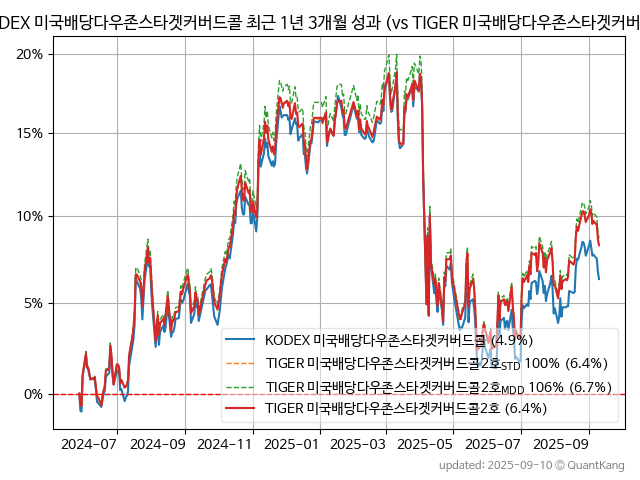 DEX 미국배당다우존스타겟커버드콜 최근 1년 3개월 성과 (vs TIGER 미국배당다우존스타겟커버
20%
15%
10%
5%
0%
KODEX 미국배당다우존스타겟커버드콜 (4.9%)
TIGER 미국배당다우존스타겟커버드콜2호STD 100% (6.4%)
TIGER 미국배당다우존스타겟커버드콜2호MDD 106% (6.7%)
TIGER 미국배당다우존스타겟커버드콜2호 (6.4%)
2024-07 2024-09 2024-11 2025-01 2025-03 2025-05 2025-07 2025-09
updated: 2025-09-10 © QuantKang